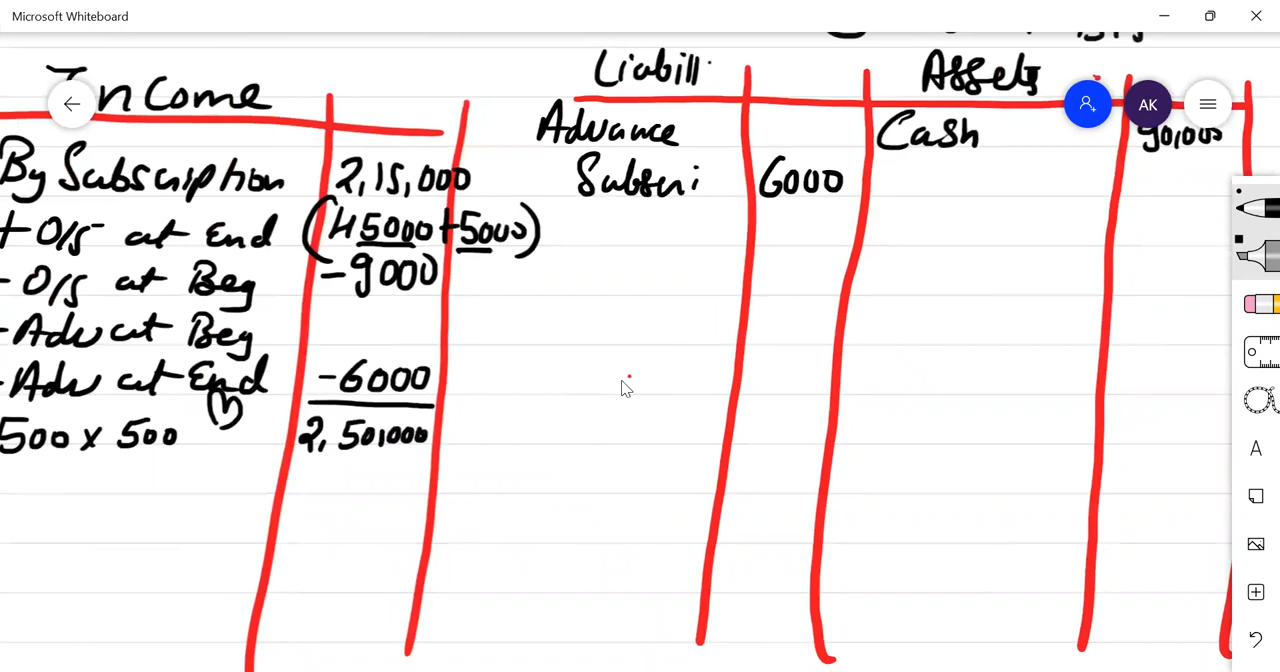 Microsoft Whiteboard
Income
By Subscription 2,15,000
+ O/s at End (45000+5000)
- O/s at Beg -9000
- Adv at Beg
- Adv at End -6000
500 x 500 2,50,000
Liabili Assets
Advance Cash 90,000
Subscri 6000
AK
A